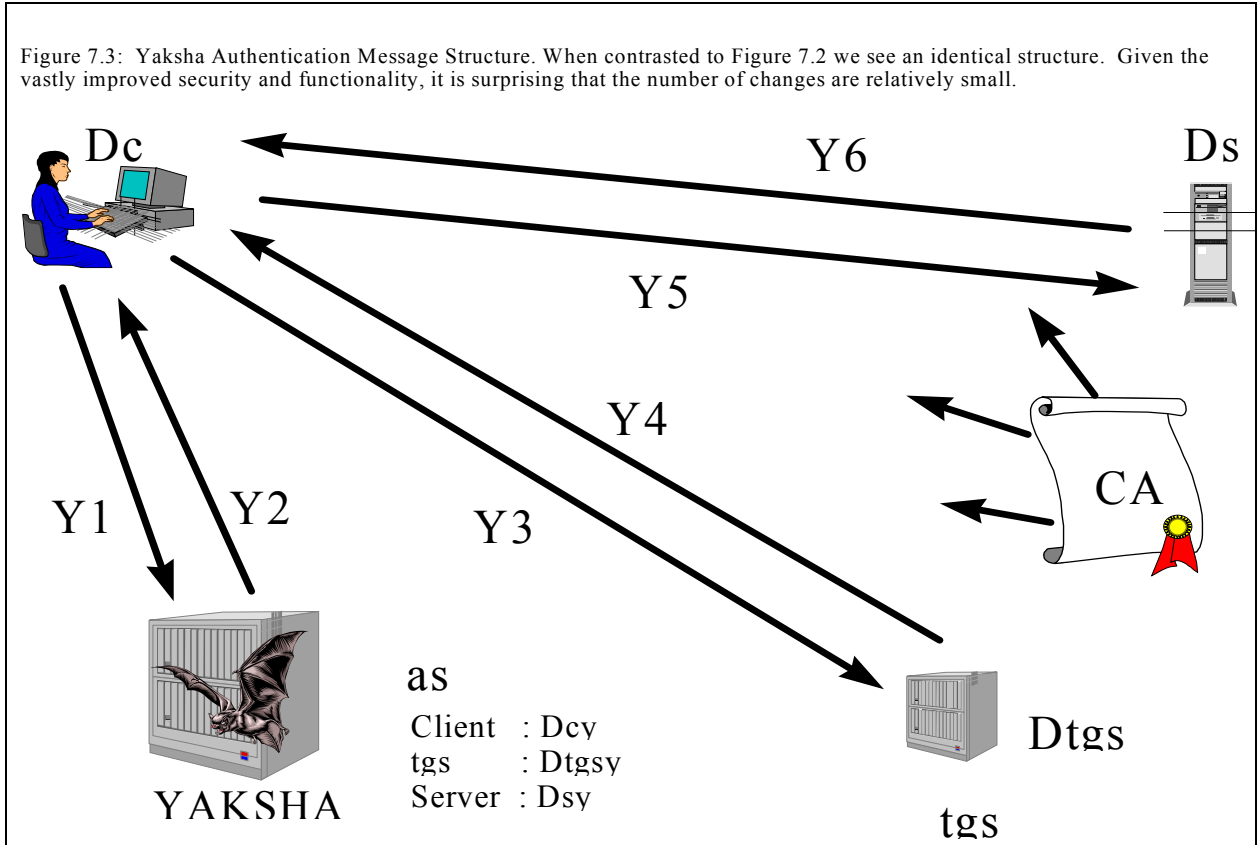 Figure 7.3: Yaksha Authentication Message Structure. When contrasted to Figure 7.2 we see an identical structure. Given the
vastly improved security and functionality, it is surprising that the number of changes are relatively small.
Dc
Y6
Ds
Y5
Y4
CA
Y1
Y2
Y3
as
Client : Dcy
tgs : Dtgsy
Server : Dsy
Dtgs
YAKSHA
tgs